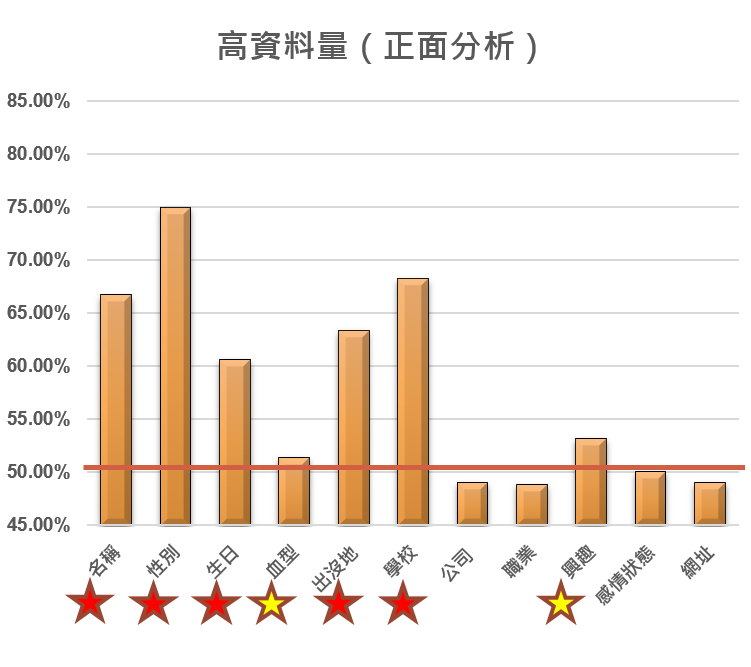 高資料量（正面分析）
85.00%
80.00%
75.00%
70.00%
65.00%
60.00%
55.00%
50.00%
45.00%
名稱
性別
生日
血型
出沒地
學校
公司
職業
興趣
感情狀態
網址